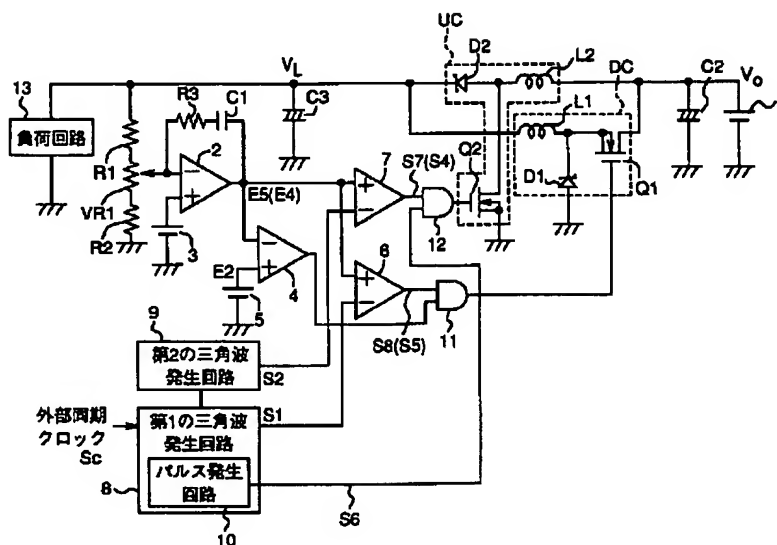 UC
D2
L2
DC
VL
Vo
13
R3
C1
C3
C2
L1
負荷回路
R1
2
7
S7(S4)
Q2
D1
Q1
E5(E4)
VR1
12
R2
3
6
E2
4
5
11
S8(S5)
9
第2の三角波
発生回路
S2
外部同期
クロック
Sc
第1の三角波
発生回路
S1
パルス発生
回路
8
10
S6